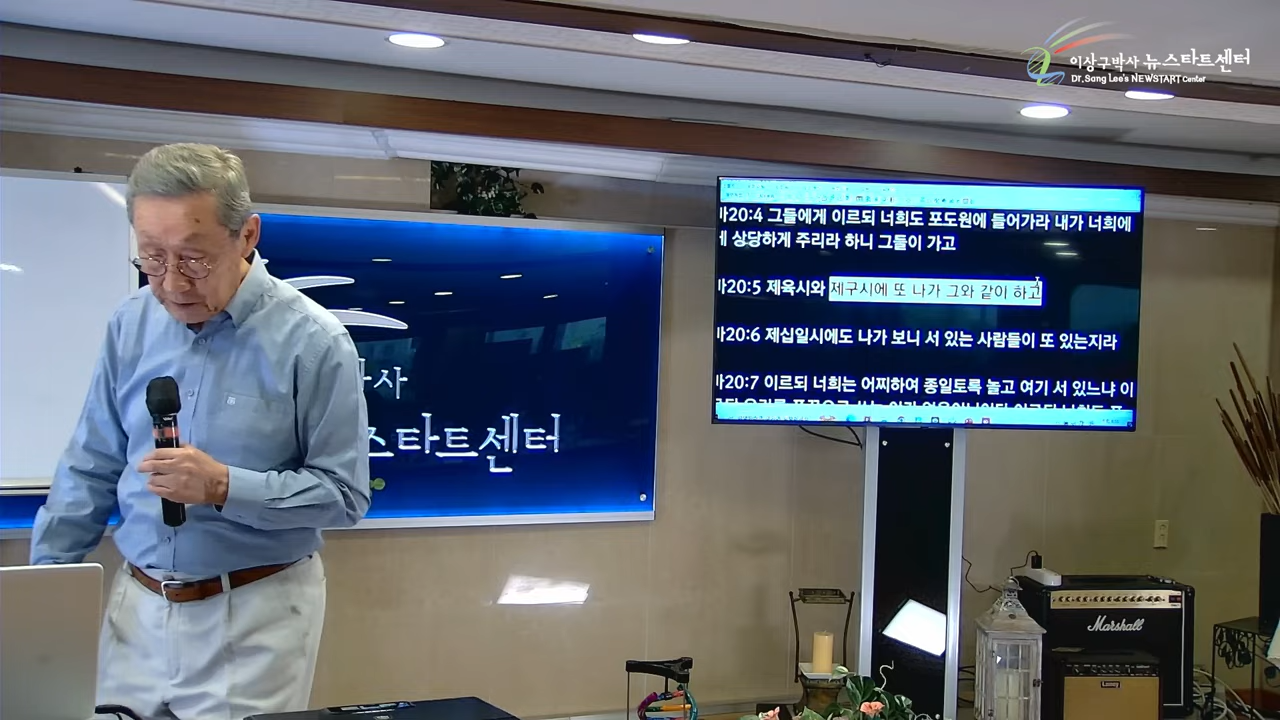 이상구박사 뉴스타트센터
Dr. Sang Lee's NEWSTART Center
마20:4 그들에게 이르되 너희도 포도원에 들어가라 내가 너희에
게 상당하게 주리라 하니 그들이 가고
마20:5 제육시와 제구시에 또 나가 그와 같이 하고
마20:6 제십일시에도 나가 보니 서 있는 사람들이 또 있는지라
마20:7 이르되 너희는 어찌하여 종일토록 놀고 여기 서 있느냐 이
박사
스타트센터
Marshall
Laney